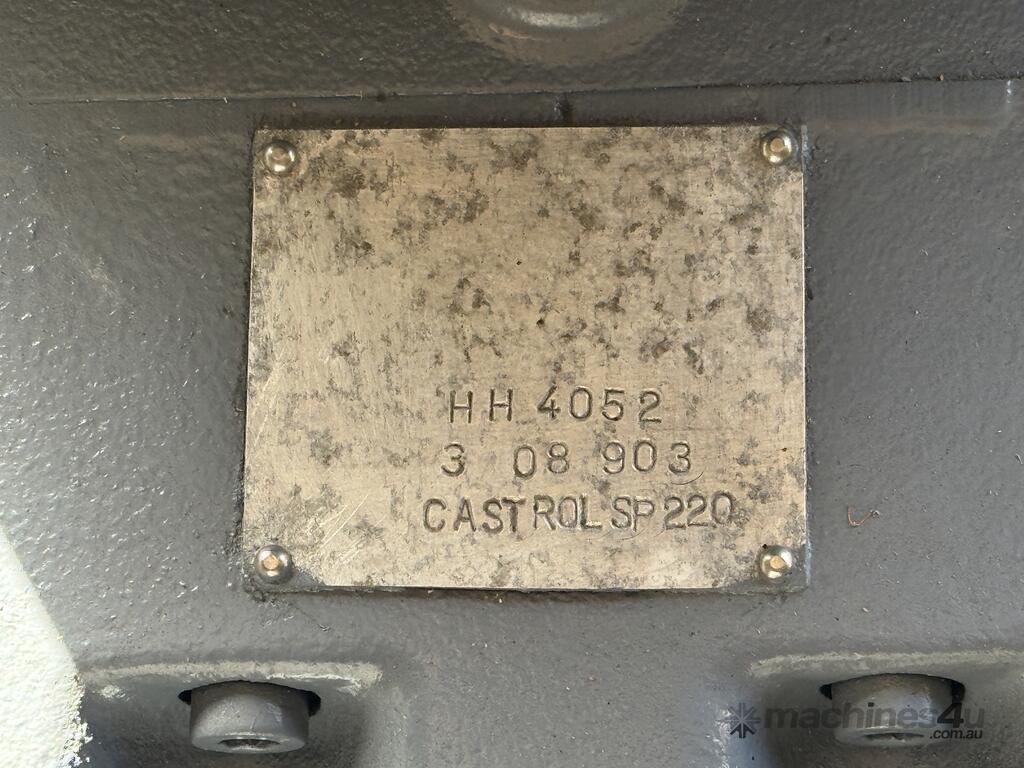 HH 4052
3 08 903
CASTROL SP 220
machines4u
.com.au